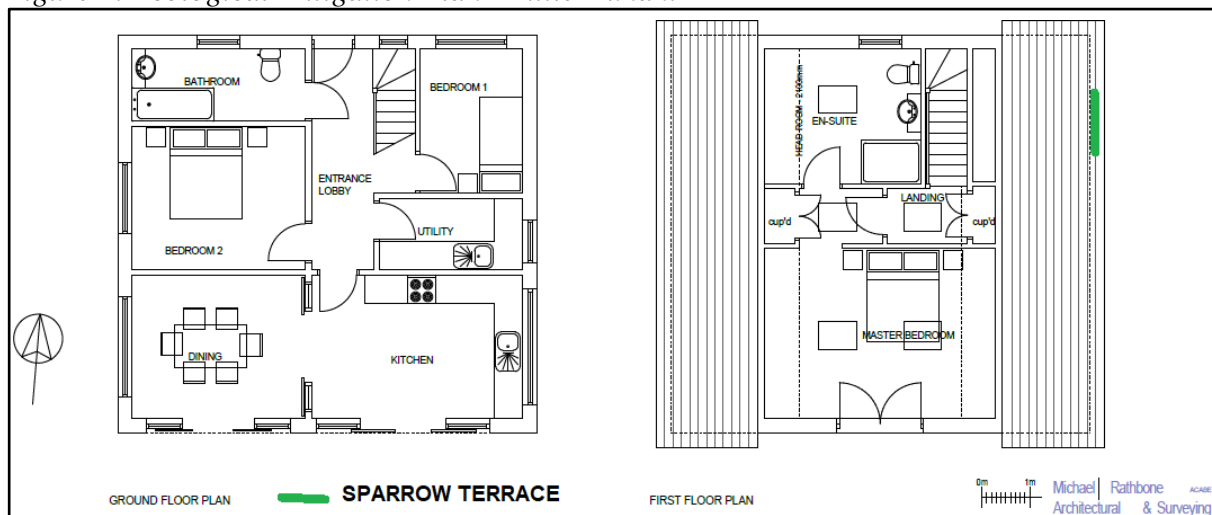 BATHROOM
BEDROOM 1
ENTRANCE
LOBBY
UTILITY
BEDROOM 2
DINING
KITCHEN
HEAD ROOM - 2100mm
EN-SUITE
LANDING
cup'd
cup'd
MASTER BEDROOM
GROUND FLOOR PLAN
SPARROW TERRACE
FIRST FLOOR PLAN
0m 1m
Michael Rathbone
Architectural & Surveying